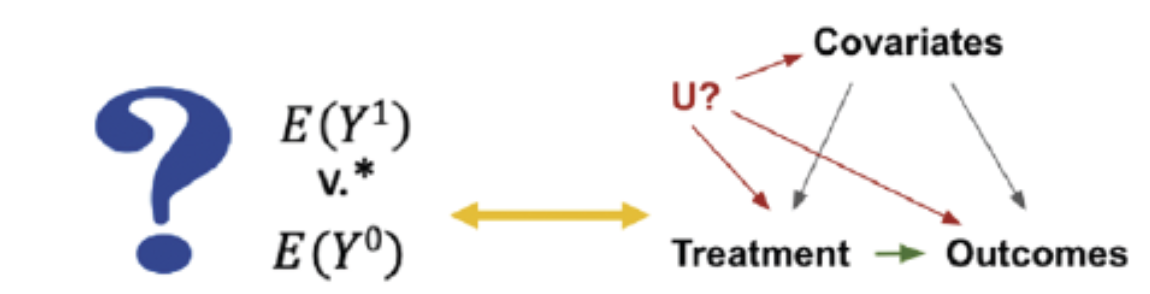 ?
E(Y¹)
v.*
E(Y⁰)
Covariates
U?
Treatment
Outcomes